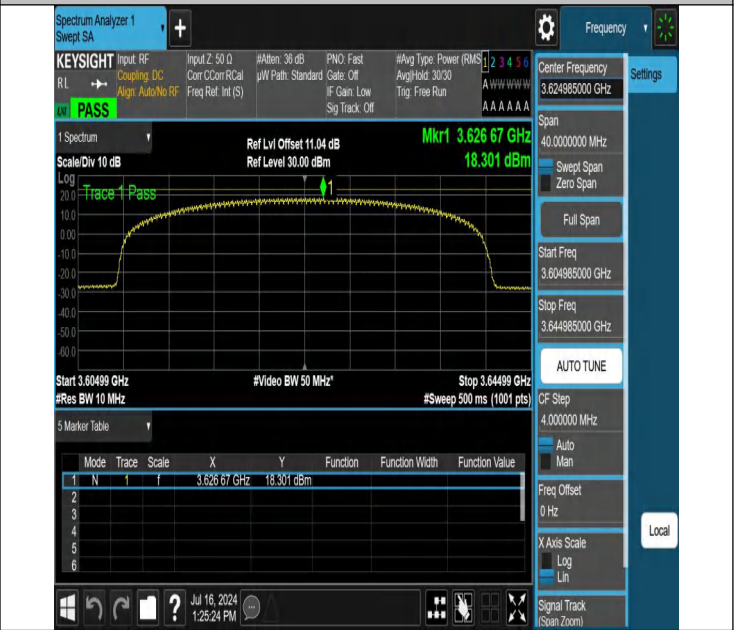 Spectrum Analyzer 1
Swept SA
+
Frequency
KEYSIGHT
Input: RF
Input Z: 50 Ω
#Atten: 36 dB
PNO: Fast
#Avg Type: Power (RMS
1 2 3 4 5 6
RL
Coupling: DC
Corr CCorr RCal
µW Path: Standard
Gate: Off
Avg|Hold: 30/30
A W W W W W
Align: Auto/No RF
Freq Ref: Int (S)
IF Gain: Low
Trig: Free Run
Sig Track: Off
A A A A A A
PASS
1 Spectrum
Ref Lvl Offset 11.04 dB
Mkr1 3.626 67 GHz
Scale/Div 10 dB
Ref Level 30.00 dBm
18.301 dBm
Log
Trace 1 Pass
1
20.0
10.0
0.00
-10.0
-20.0
-30.0
-40.0
-50.0
-60.0
Start 3.60499 GHz
#Video BW 50 MHz*
Stop 3.64499 GHz
#Res BW 10 MHz
#Sweep 500 ms (1001 pts)
5 Marker Table
Mode Trace Scale X Y Function Function Width Function Value
1 N 1 f 3.626 67 GHz 18.301 dBm
2
3
4
5
6
Jul 16, 2024
1:25:24 PM
?
Center Frequency
3.624985000 GHz
Settings
Span
40.0000000 MHz
Swept Span
Zero Span
Full Span
Start Freq
3.604985000 GHz
Stop Freq
3.644985000 GHz
AUTO TUNE
CF Step
4.000000 MHz
Auto
Man
Freq Offset
0 Hz
Local
X Axis Scale
Log
Lin
Signal Track
(Span Zoom)